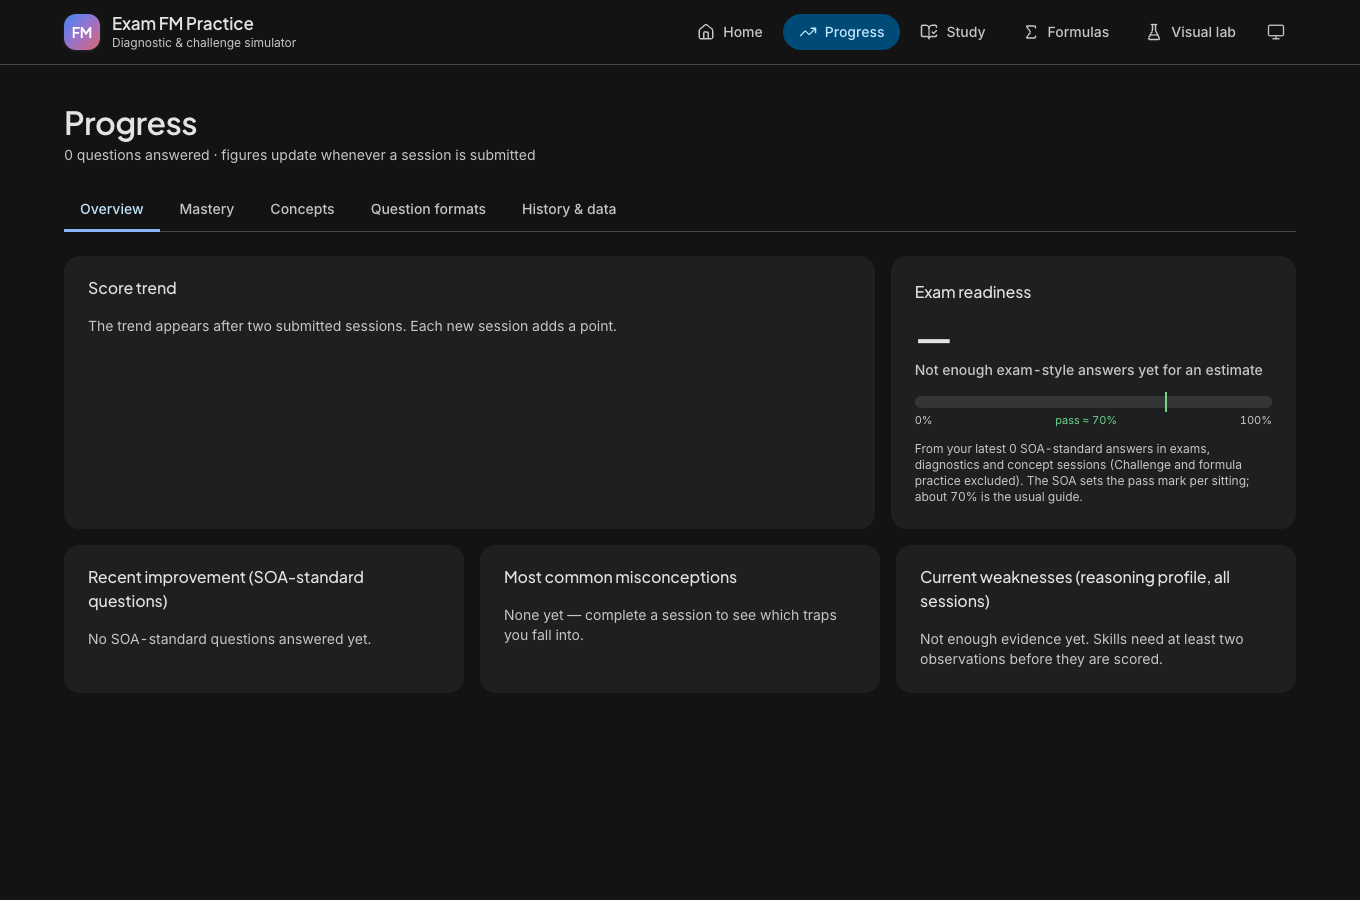 FM
Exam FM Practice
Diagnostic & challenge simulator
Home
Progress
Study
Formulas
Visual lab
Progress
0 questions answered · figures update whenever a session is submitted
Overview
Mastery
Concepts
Question formats
History & data
Score trend
The trend appears after two submitted sessions. Each new session adds a point.
Exam readiness
—
Not enough exam-style answers yet for an estimate
0%
pass ≈ 70%
100%
From your latest 0 SOA-standard answers in exams,
diagnostics and concept sessions (Challenge and formula
practice excluded). The SOA sets the pass mark per sitting;
about 70% is the usual guide.
Recent improvement (SOA-standard
questions)
No SOA-standard questions answered yet.
Most common misconceptions
None yet — complete a session to see which traps
you fall into.
Current weaknesses (reasoning profile, all
sessions)
Not enough evidence yet. Skills need at least two
observations before they are scored.